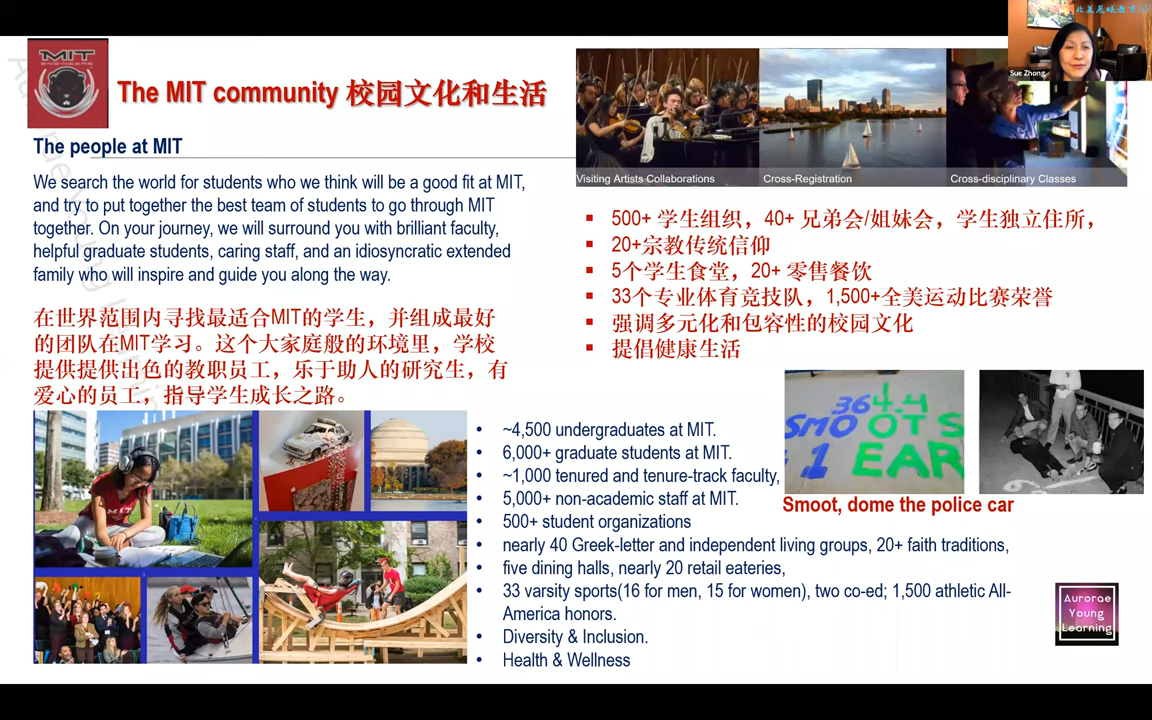 北美晨曦教育
Sue Zhong
MIT
The MIT community 校园文化和生活
The people at MIT
We search the world for students who we think will be a good fit at MIT,
and try to put together the best team of students to go through MIT
together. On your journey, we will surround you with brilliant faculty,
helpful graduate students, caring staff, and an idiosyncratic extended
family who will inspire and guide you along the way.
在世界范围内寻找最适合MIT的学生，并组成最好
的团队在MIT学习。这个大家庭般的环境里，学校
提供提供出色的教职员工，乐于助人的研究生，有
爱心的员工，指导学生成长之路。
Visiting Artists Collaborations
Cross-Registration
Cross-disciplinary Classes
▪ 500+ 学生组织，40+ 兄弟会/姐妹会，学生独立住所，
▪ 20+宗教传统信仰
▪ 5个学生食堂，20+ 零售餐饮
▪ 33个专业体育竞技队，1,500+全美运动比赛荣誉
▪ 强调多元化和包容性的校园文化
▪ 提倡健康生活
MIT
• ~4,500 undergraduates at MIT.
• 6,000+ graduate students at MIT.
• ~1,000 tenured and tenure-track faculty,
• 5,000+ non-academic staff at MIT.
• 500+ student organizations
• nearly 40 Greek-letter and independent living groups, 20+ faith traditions,
• five dining halls, nearly 20 retail eateries,
• 33 varsity sports(16 for men, 15 for women), two co-ed; 1,500 athletic All-
America honors.
• Diversity & Inclusion.
• Health & Wellness
364.4
SMOOTS
1 EAR
Smoot, dome the police car
Aurorae
Young
Learning